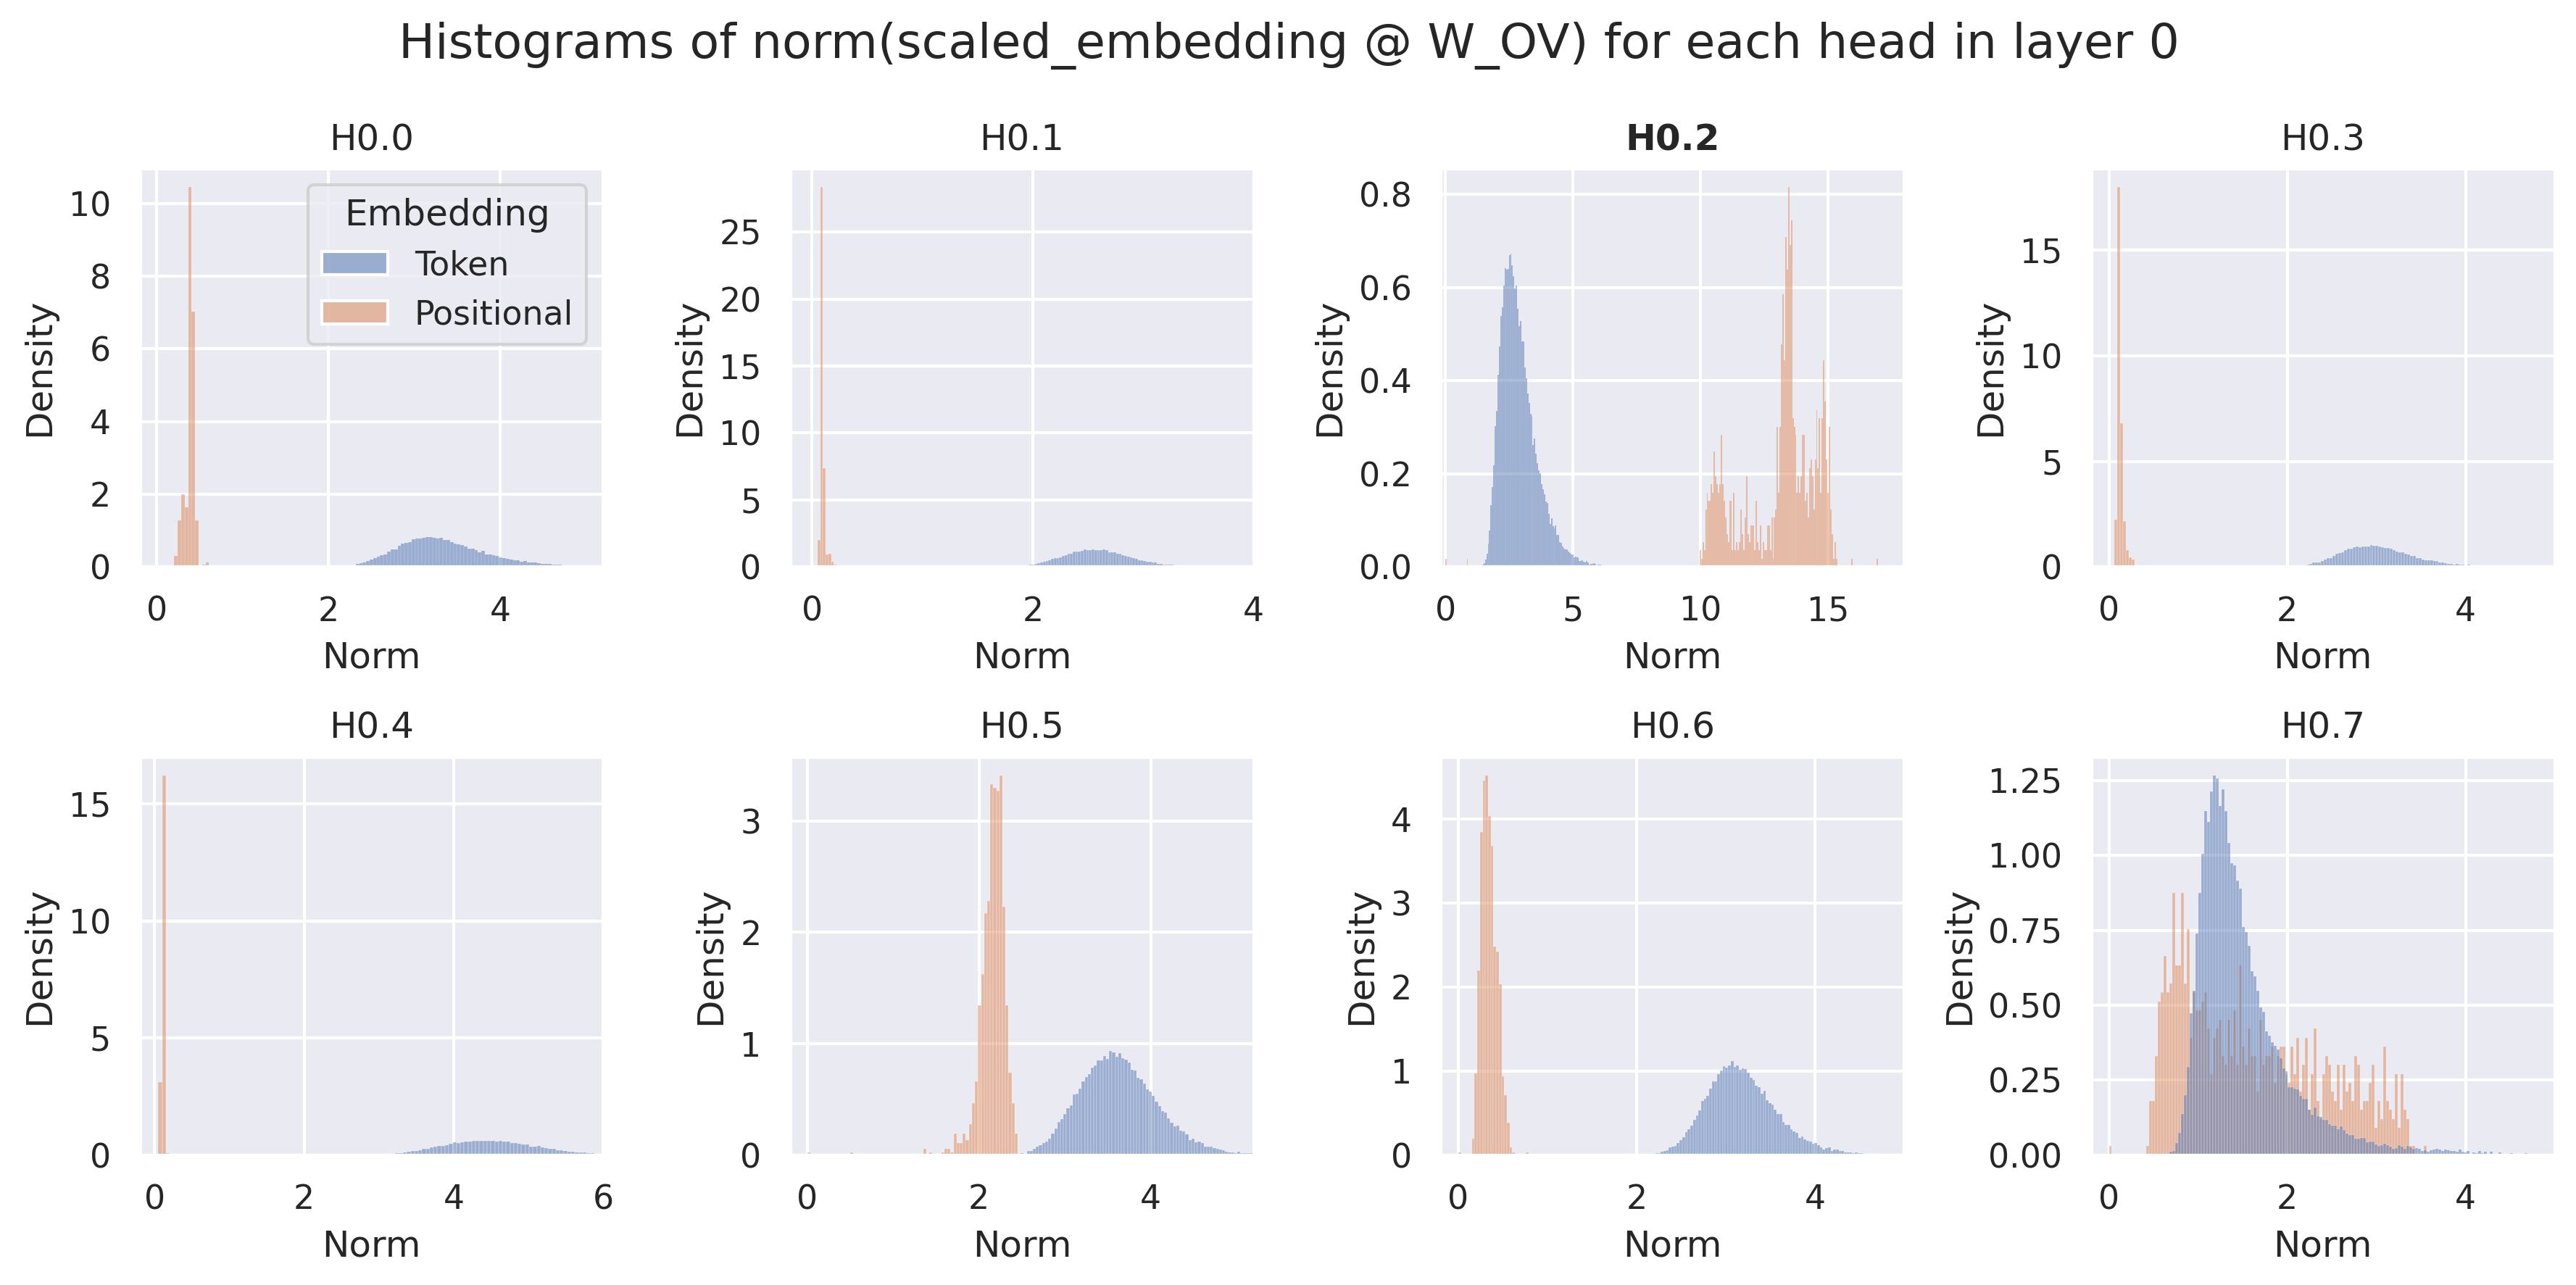 Histograms of norm(scaled_embedding @ W_OV) for each head in layer 0
H0.0
10
8
6
4
2
0
Density
0 2 4
Norm
Embedding
Token
Positional
H0.1
25
20
15
10
5
0
Density
0 2 4
Norm
H0.2
0.8
0.6
0.4
0.2
0.0
Density
0 5 10 15
Norm
H0.3
15
10
5
0
Density
0 2 4
Norm
H0.4
15
10
5
0
Density
0 2 4 6
Norm
H0.5
3
2
1
0
Density
0 2 4
Norm
H0.6
4
3
2
1
0
Density
0 2 4
Norm
H0.7
1.25
1.00
0.75
0.50
0.25
0.00
Density
0 2 4
Norm